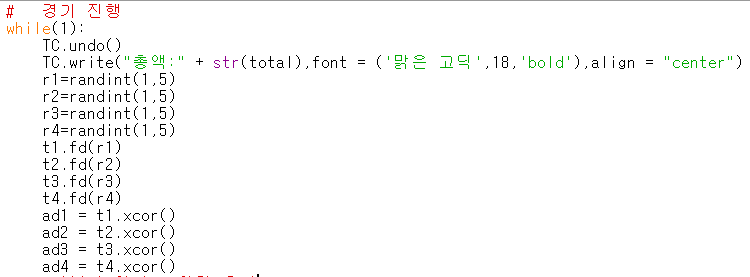 #   경기 진행
while(1):
    TC.undo()
    TC.write("총액:" + str(total),font = ('맑은 고딕',18,'bold'),align = "center")
    r1=randint(1,5)
    r2=randint(1,5)
    r3=randint(1,5)
    r4=randint(1,5)
    t1.fd(r1)
    t2.fd(r2)
    t3.fd(r3)
    t4.fd(r4)
    ad1 = t1.xcor()
    ad2 = t2.xcor()
    ad3 = t3.xcor()
    ad4 = t4.xcor()